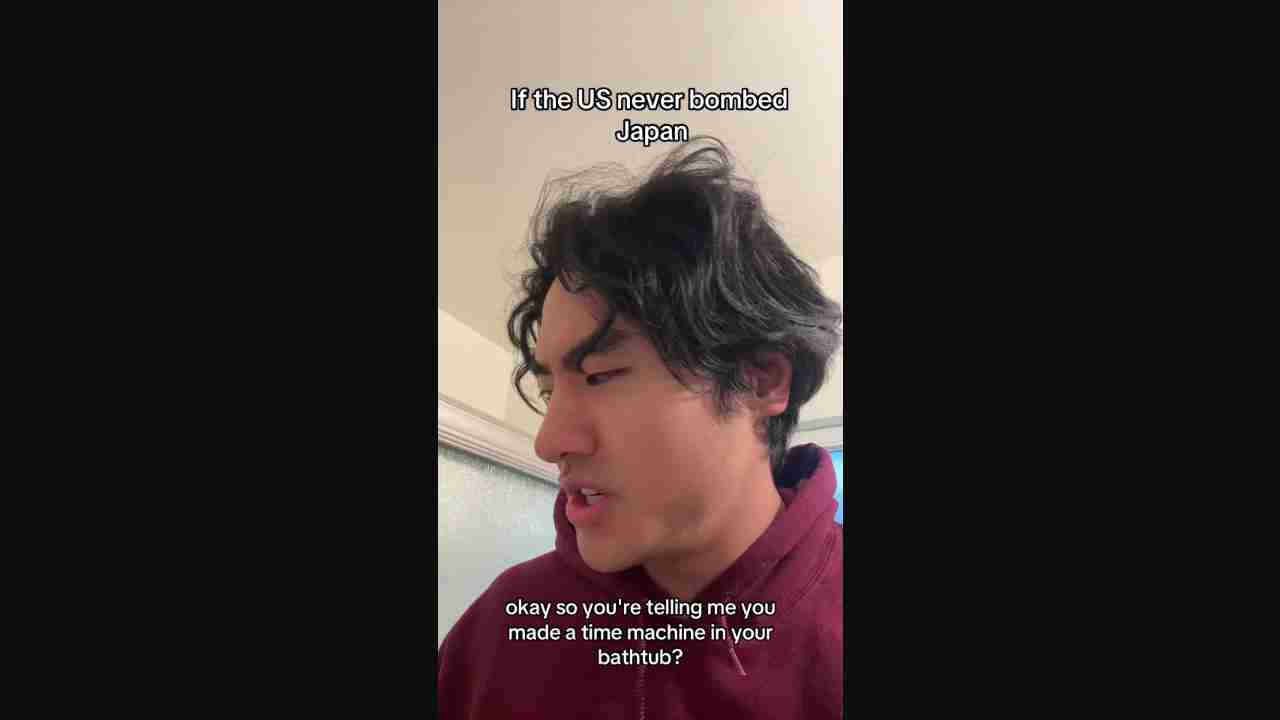 If the US never bombed
Japan
okay so you're telling me you
made a time machine in your
bathtub?